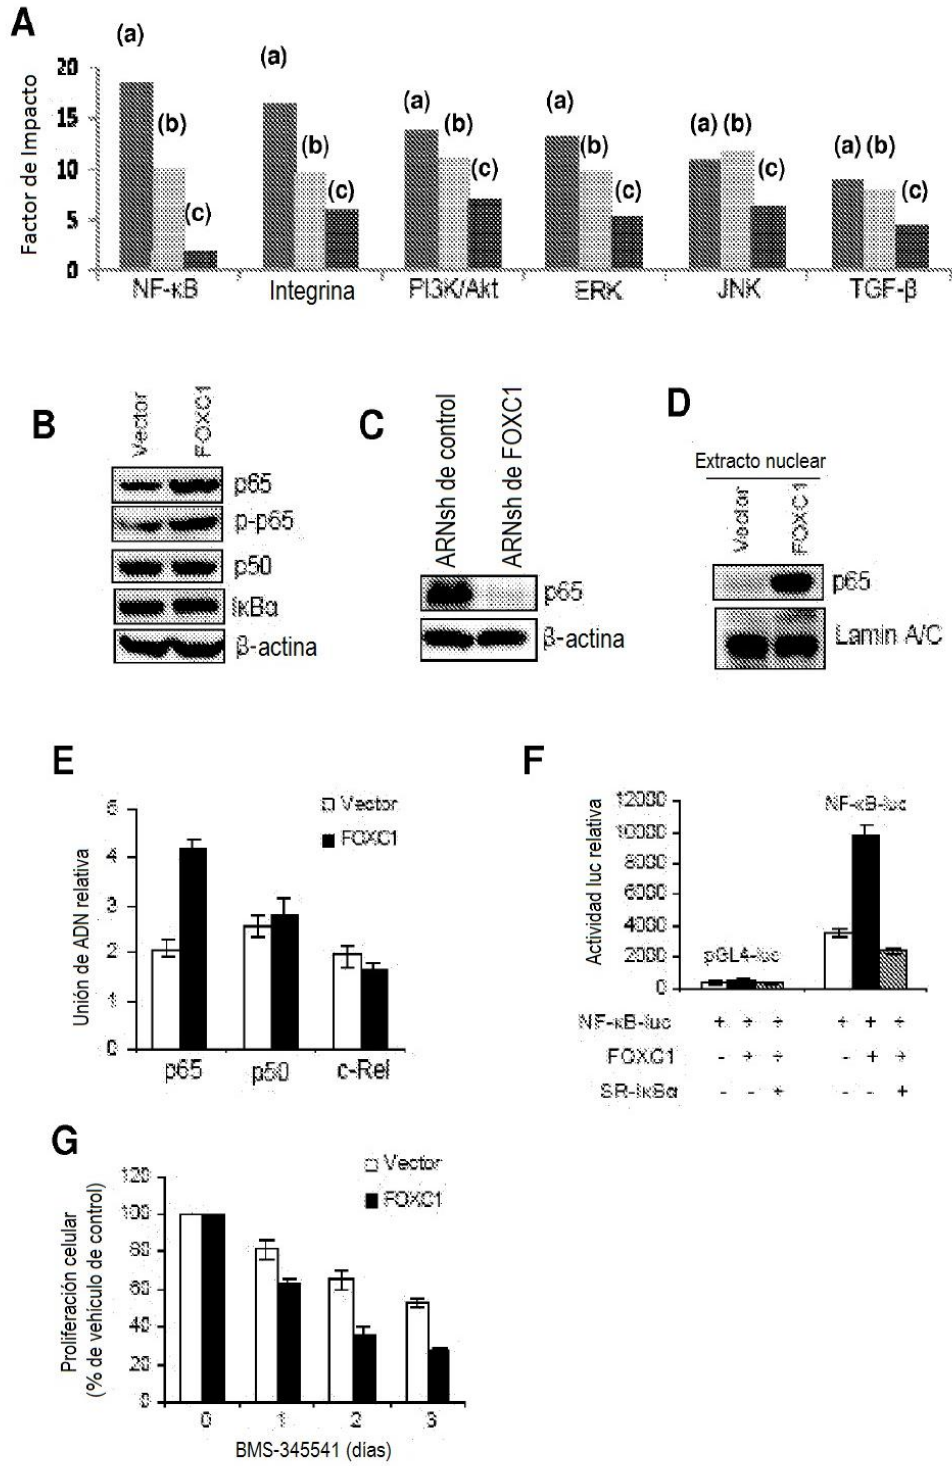 A
(a)
(a)
(a) (b)
(a)
(a) (b)
(a) (b)
(b)
(b)
(b)
(c)
(c)
(c)
(c)
(c)
(c)
Factor de Impacto
20
15
10
5
0
NF-κB
Integrina
PI3K/Akt
ERK
JNK
TGF-β
B
Vector
FOXC1
p65
p-p65
p50
IκBα
β-actina
C
ARNsh de control
ARNsh de FOXC1
p65
β-actina
D
Extracto nuclear
Vector
FOXC1
p65
Lamin A/C
E
Vector
FOXC1
Unión de ADN relativa
5
4
3
2
1
0
p65
p50
c-Rel
F
Actividad luc relativa
12000
10000
8000
6000
4000
2000
0
NF-κB-luc
pGL4-luc
NF-κB-luc + + + + + +
FOXC1 - + + - + +
SR-IκBα - - + - - +
G
Vector
FOXC1
Proliferación celular
(% de vehículo de control)
120
100
80
60
40
20
0
0 1 2 3
BMS-345541 (días)